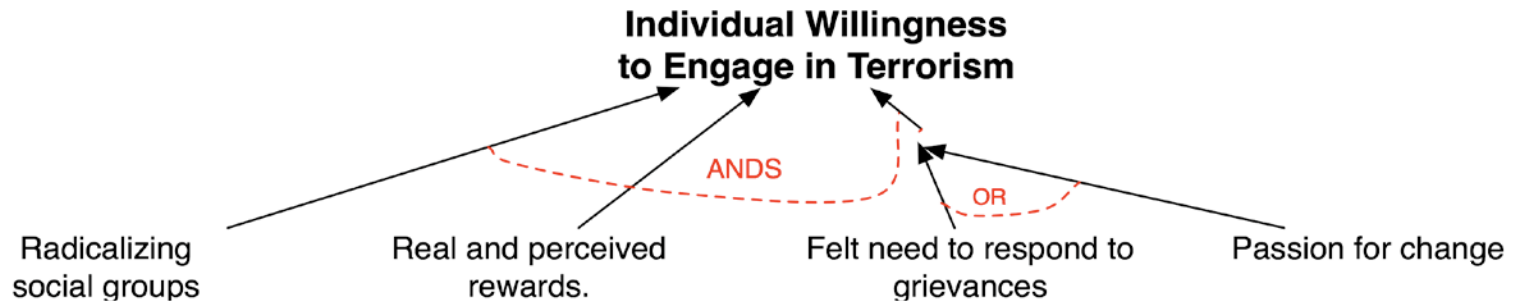 Individual Willingness
to Engage in Terrorism
ANDS
OR
Radicalizing
social groups
Real and perceived
rewards.
Felt need to respond to
grievances
Passion for change